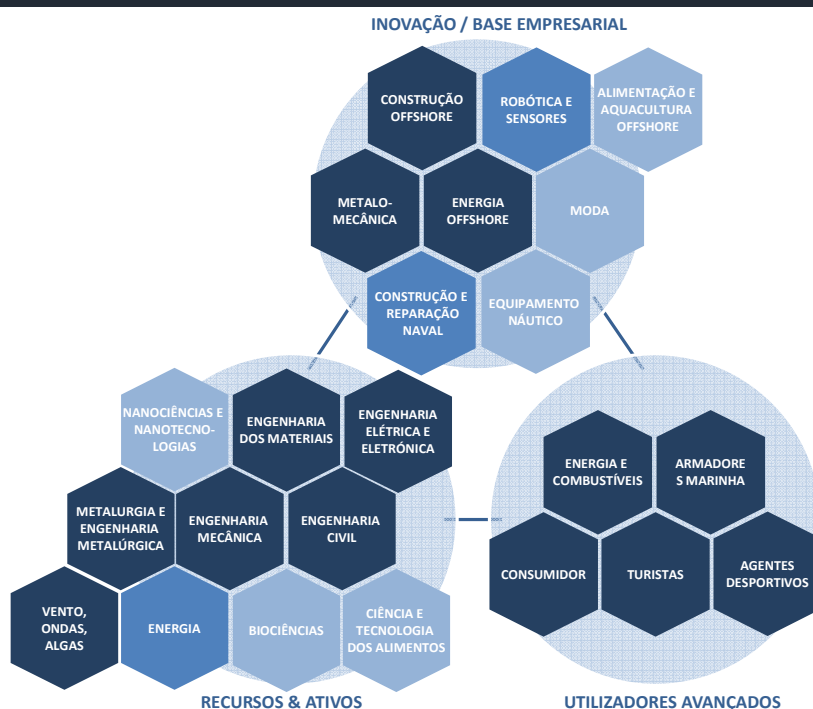 INOVAÇÃO / BASE EMPRESARIAL
CONSTRUÇÃO
OFFSHORE
ROBÓTICA E
SENSORES
ALIMENTAÇÃO E
AQUACULTURA
OFFSHORE
METALO-
MECÂNICA
ENERGIA
OFFSHORE
MODA
CONSTRUÇÃO E
REPARAÇÃO
NAVAL
EQUIPAMENTO
NÁUTICO
NANOCIÊNCIAS E
NANOTECNO-
LOGIAS
ENGENHARIA
DOS MATERIAIS
ENGENHARIA
ELÉTRICA E
ELETRÓNICA
METALURGIA E
ENGENHARIA
METALÚRGICA
ENGENHARIA
MECÂNICA
ENGENHARIA
CIVIL
VENTO,
ONDAS,
ALGAS
ENERGIA
BIOCIÊNCIAS
CIÊNCIA E
TECNOLOGIA
DOS ALIMENTOS
RECURSOS & ATIVOS
ENERGIA E
COMBUSTÍVEIS
ARMADORE
S MARINHA
CONSUMIDOR
TURISTAS
AGENTES
DESPORTIVOS
UTILIZADORES AVANÇADOS